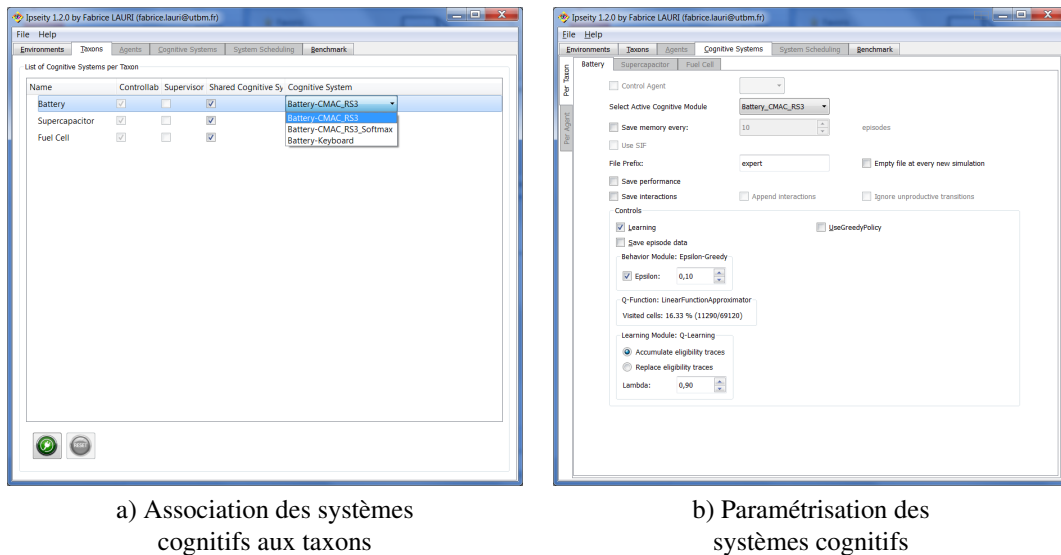 Ipseity 1.2.0 by Fabrice LAURI (fabrice.lauri@utbm.fr)
File Help
Environments Taxons Agents Cognitive Systems System Scheduling Benchmark
List of Cognitive Systems per Taxon
Name Controllab Supervisor Shared Cognitive Sy Cognitive System
Battery Battery-CMAC_RS3
Battery-CMAC_RS3
Supercapacitor
Battery-CMAC_RS3_Softmax
Fuel Cell
Battery-Keyboard
RESET
a) Association des systèmes
cognitifs aux taxons
Ipseity 1.2.0 by Fabrice LAURI (fabrice.lauri@utbm.fr)
File Help
Environments Taxons Agents Cognitive Systems System Scheduling Benchmark
Per Taxon
Per Agent
Battery Supercapacitor Fuel Cell
Control Agent
Select Active Cognitive Module Battery_CMAC_RS3
Save memory every: 10 episodes
Use SIF
File Prefix: expert Empty file at every new simulation
Save performance
Save interactions Append interactions Ignore unproductive transitions
Controls
Learning UseGreedyPolicy
Save episode data
Behavior Module: Epsilon-Greedy
Epsilon: 0,10
Q-Function: LinearFunctionApproximator
Visited cells: 16.33 % (11290/69120)
Learning Module: Q-Learning
Accumulate eligibility traces
Replace eligibility traces
Lambda: 0,90
b) Paramétrisation des
systèmes cognitifs